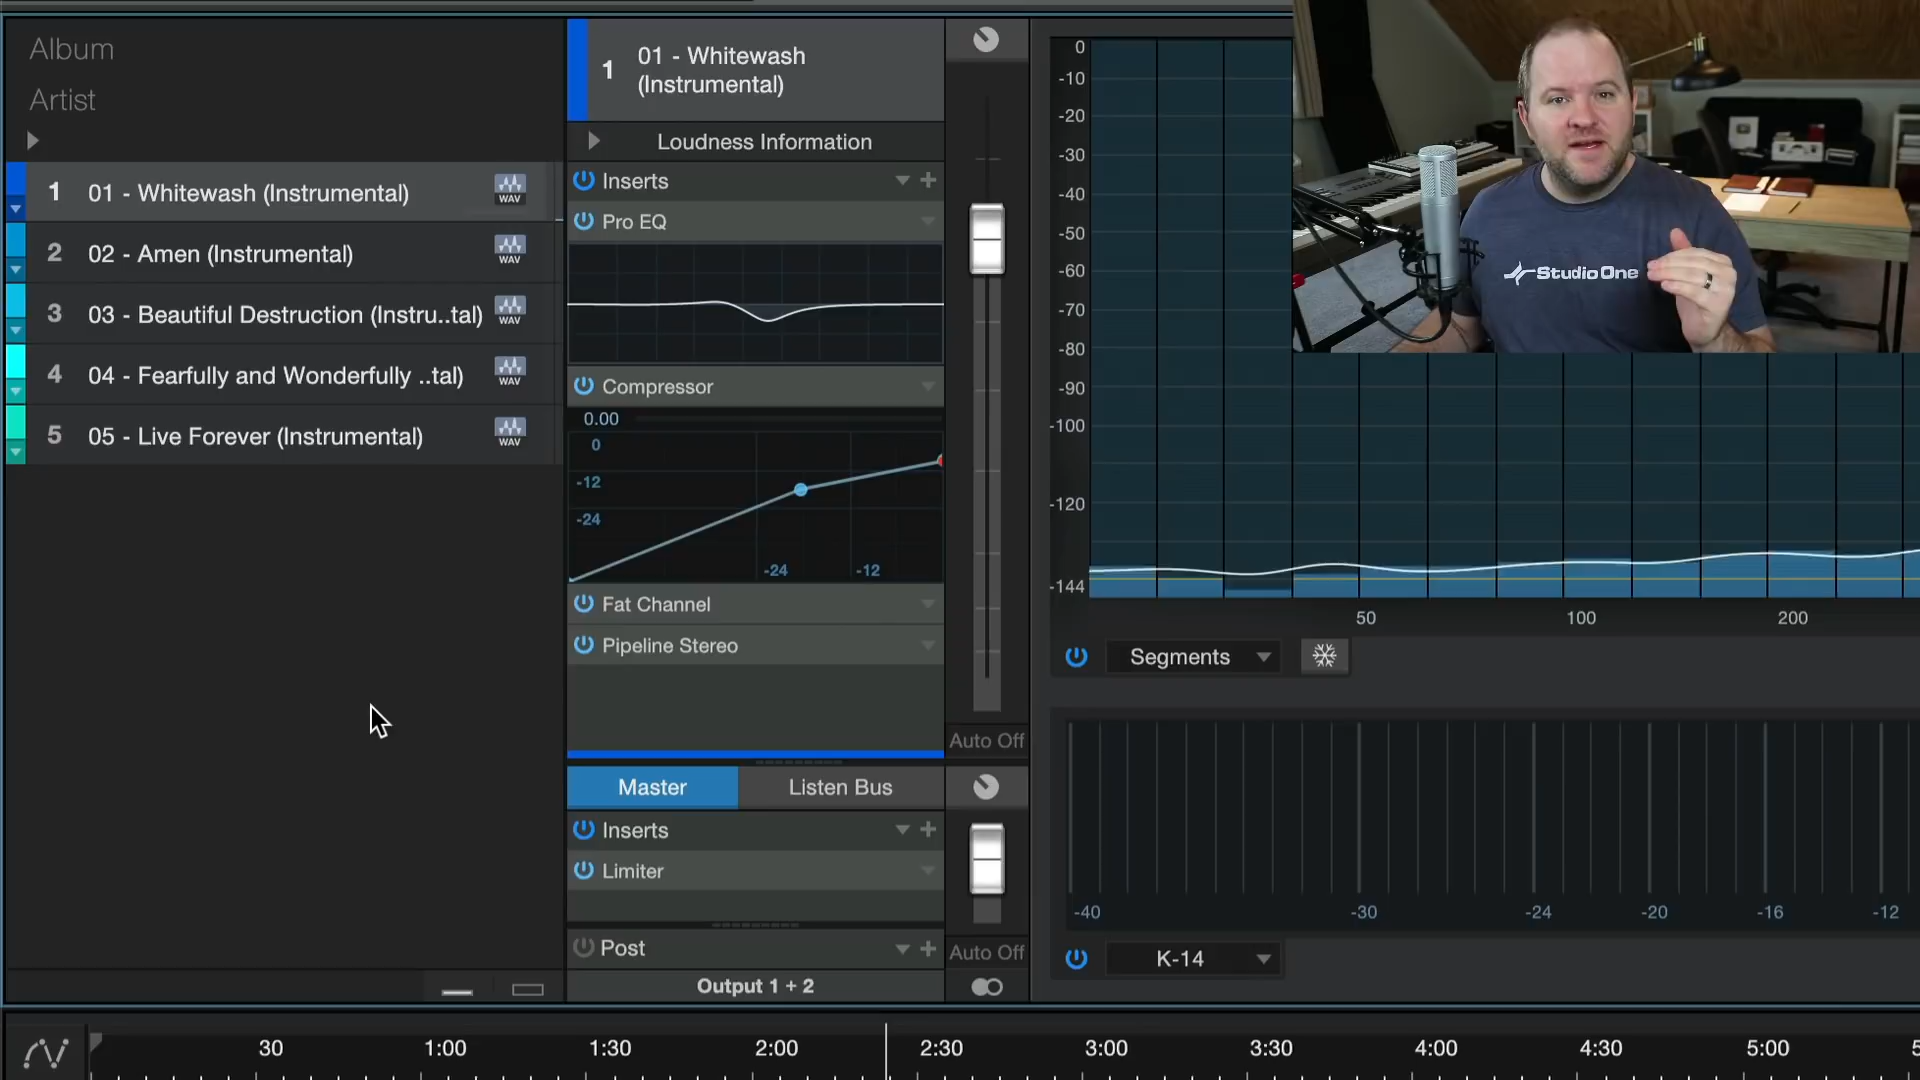 Album
Artist
1 01 - Whitewash (Instrumental) WAV
2 02 - Amen (Instrumental) WAV
3 03 - Beautiful Destruction (Instru..tal) WAV
4 04 - Fearfully and Wonderfully ..tal) WAV
5 05 - Live Forever (Instrumental) WAV
1 01 - Whitewash
(Instrumental)
Loudness Information
Inserts
Pro EQ
Compressor
0.00
0
-12
-24
-24 -12
Fat Channel
Pipeline Stereo
Auto Off
Master Listen Bus
Inserts
Limiter
Post
Auto Off
Output 1 + 2
0
-10
-20
-30
-40
-50
-60
-70
-80
-90
-100
-120
-144
50 100 200
Segments
-40 -30 -24 -20 -16 -12
K-14
Studio One
30 1:00 1:30 2:00 2:30 3:00 3:30 4:00 4:30 5:00